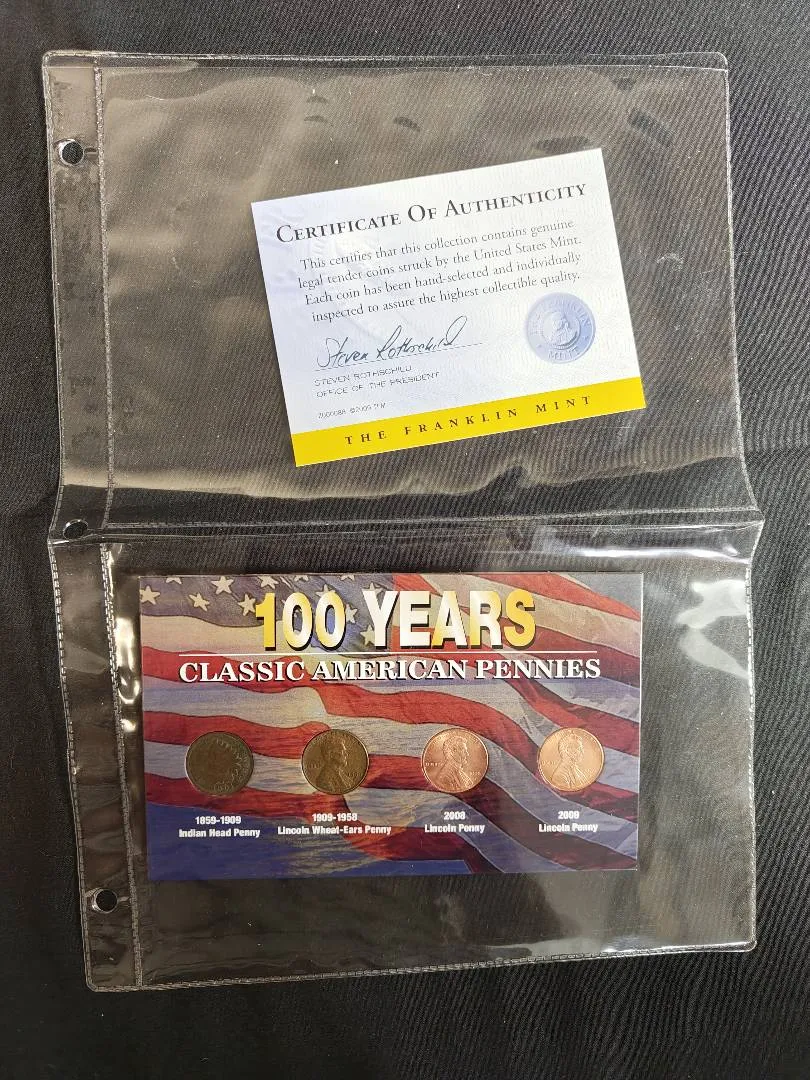 CERTIFICATE OF AUTHENTICITY
This certifies that this collection contains genuine
legal tender coins struck by the United States Mint.
Each coin has been hand-selected and individually
inspected to assure the highest collectible quality.
Steven Rothschild
STEVEN ROTHSCHILD
OFFICE OF THE PRESIDENT
THE FRANKLIN MINT
100 YEARS
CLASSIC AMERICAN PENNIES
1859-1909
Indian Head Penny
1909-1958
Lincoln Wheat-Ears Penny
2008
Lincoln Penny
2009
Lincoln Penny